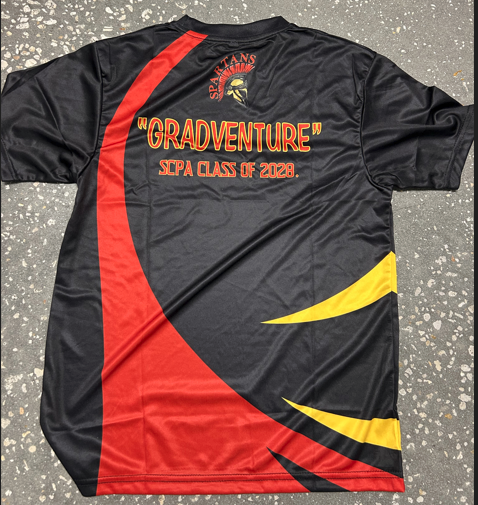 SPARTANS
"GRADVENTURE"
SCPA CLASS OF 2028.